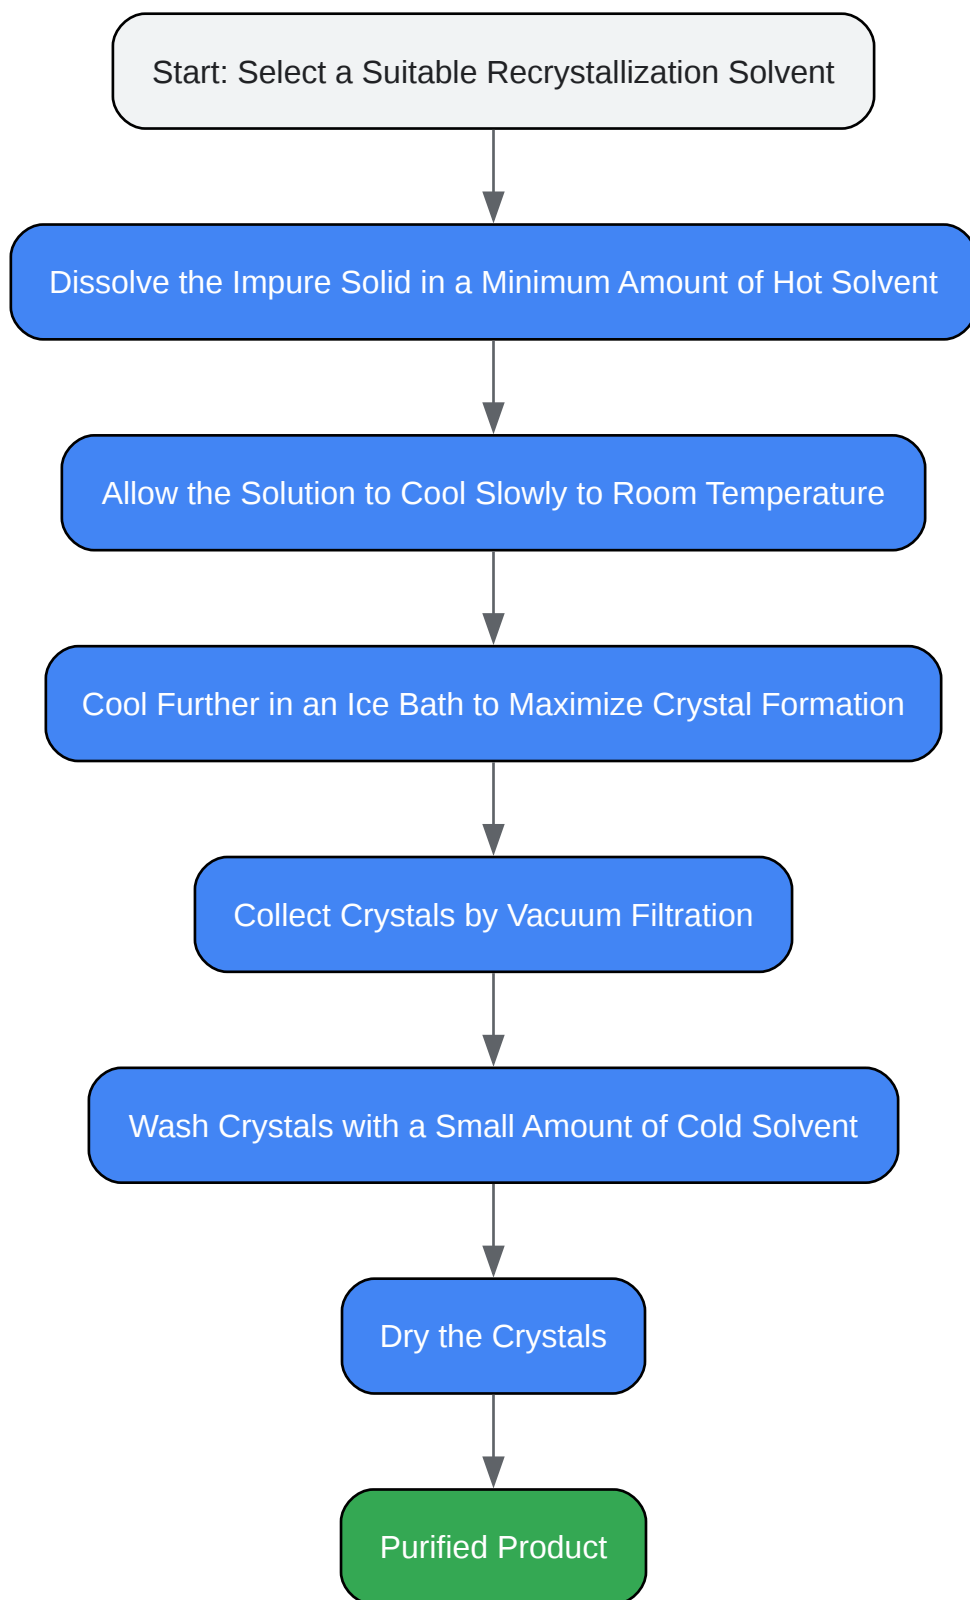 Start: Select a Suitable Recrystallization Solvent
Dissolve the Impure Solid in a Minimum Amount of Hot Solvent
Allow the Solution to Cool Slowly to Room Temperature
Cool Further in an Ice Bath to Maximize Crystal Formation
Collect Crystals by Vacuum Filtration
Wash Crystals with a Small Amount of Cold Solvent
Dry the Crystals
Purified Product